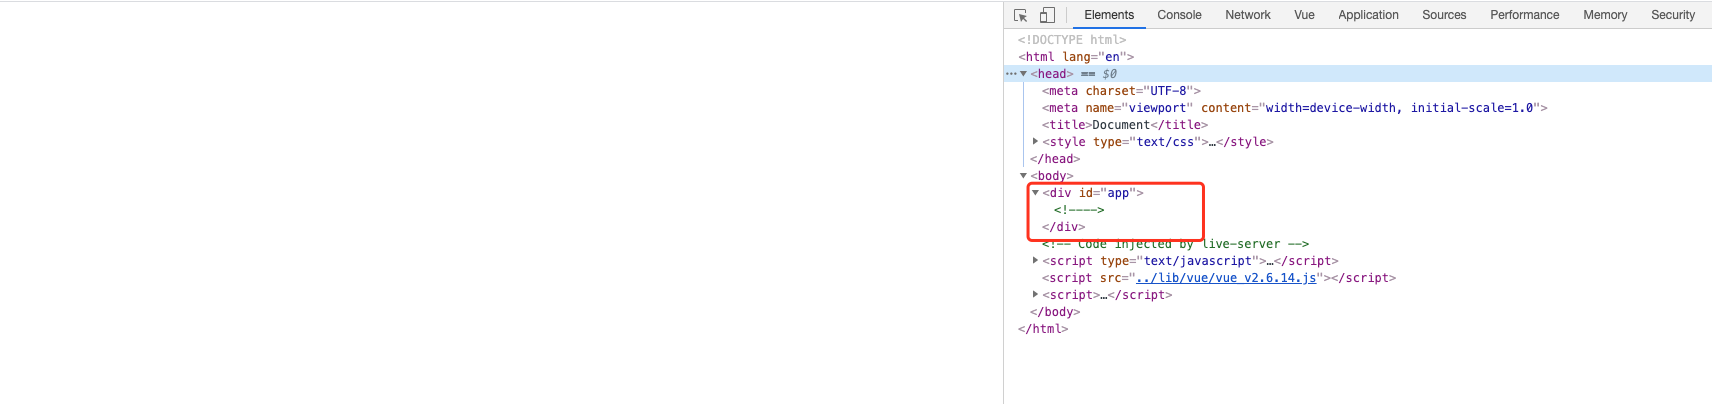 Elements Console Network Vue Application Sources Performance Memory Security
<!DOCTYPE html>
<html lang="en">
<head> == $0
<meta charset="UTF-8">
<meta name="viewport" content="width=device-width, initial-scale=1.0">
<title>Document</title>
<style type="text/css">…</style>
</head>
<body>
<div id="app">
<!---->
</div>
<!-- Code injected by live-server -->
<script type="text/javascript">…</script>
<script src="../lib/vue/vue_v2.6.14.js"></script>
<script>…</script>
</body>
</html>